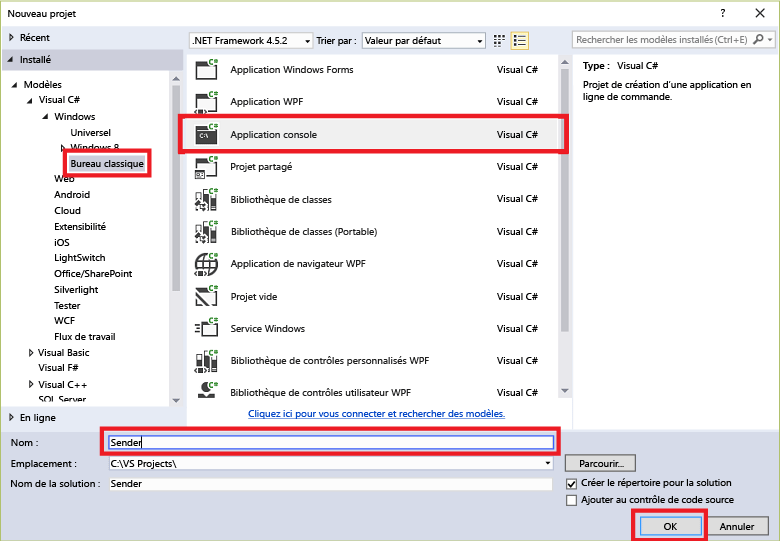 Nouveau projet
Récent
.NET Framework 4.5.2 Trier par : Valeur par défaut
Rechercher les modèles installés (Ctrl+E)
Installé
Modèles
Visual C#
Windows
Universel
Windows 8
Bureau classique
Web
Android
Cloud
Extensibilité
iOS
LightSwitch
Office/SharePoint
Silverlight
Tester
WCF
Flux de travail
Visual Basic
Visual F#
Visual C++
SQL Server
En ligne
Application Windows Forms Visual C#
Application WPF Visual C#
Application console Visual C#
Projet partagé Visual C#
Bibliothèque de classes Visual C#
Bibliothèque de classes (Portable) Visual C#
Application de navigateur WPF Visual C#
Projet vide Visual C#
Service Windows Visual C#
Bibliothèque de contrôles personnalisés WPF Visual C#
Bibliothèque de contrôles utilisateur WPF Visual C#
Cliquez ici pour vous connecter et rechercher des modèles.
Type : Visual C#
Projet de création d'une application en
ligne de commande.
Nom : Sender
Emplacement : C:\VS Projects\ Parcourir...
Nom de la solution : Sender
Créer le répertoire pour la solution
Ajouter au contrôle de code source
OK Annuler